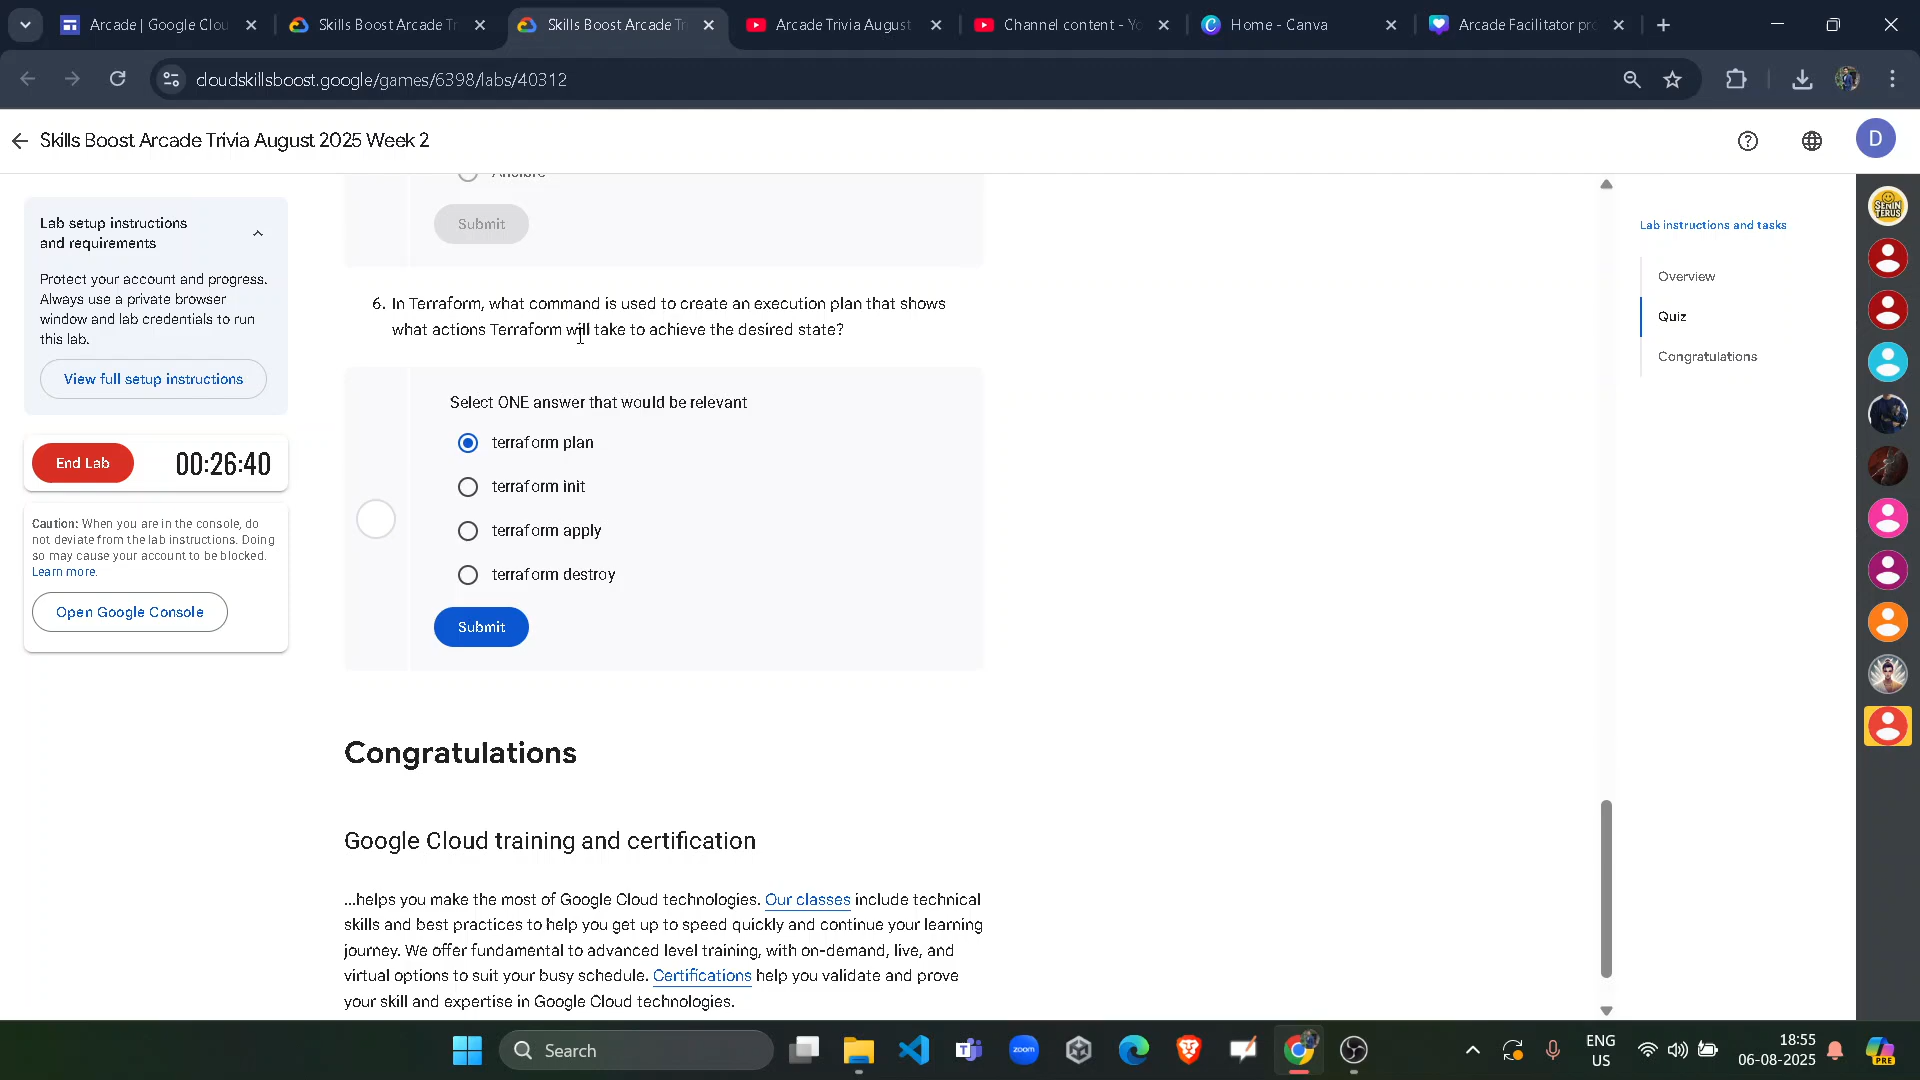 Arcade | Google Clou
Skills Boost Arcade Tr
Skills Boost Arcade Tr
Arcade Trivia August
Channel content - Yo
Home - Canva
Arcade Facilitator pro
cloudskillsboost.google/games/6398/labs/40312
Skills Boost Arcade Trivia August 2025 Week 2
D
Lab setup instructions
and requirements
Protect your account and progress.
Always use a private browser
window and lab credentials to run
this lab.
View full setup instructions
End Lab
00:26:40
Caution: When you are in the console, do
not deviate from the lab instructions. Doing
so may cause your account to be blocked.
Learn more.
Open Google Console
Submit
6. In Terraform, what command is used to create an execution plan that shows
what actions Terraform will take to achieve the desired state?
Select ONE answer that would be relevant
terraform plan
terraform init
terraform apply
terraform destroy
Submit
Congratulations
Google Cloud training and certification
...helps you make the most of Google Cloud technologies. Our classes include technical
skills and best practices to help you get up to speed quickly and continue your learning
journey. We offer fundamental to advanced level training, with on-demand, live, and
virtual options to suit your busy schedule. Certifications help you validate and prove
your skill and expertise in Google Cloud technologies.
Lab instructions and tasks
Overview
Quiz
Congratulations
SENIN
TERUS
Search
zoom
ENG
US
18:55
06-08-2025
PRE